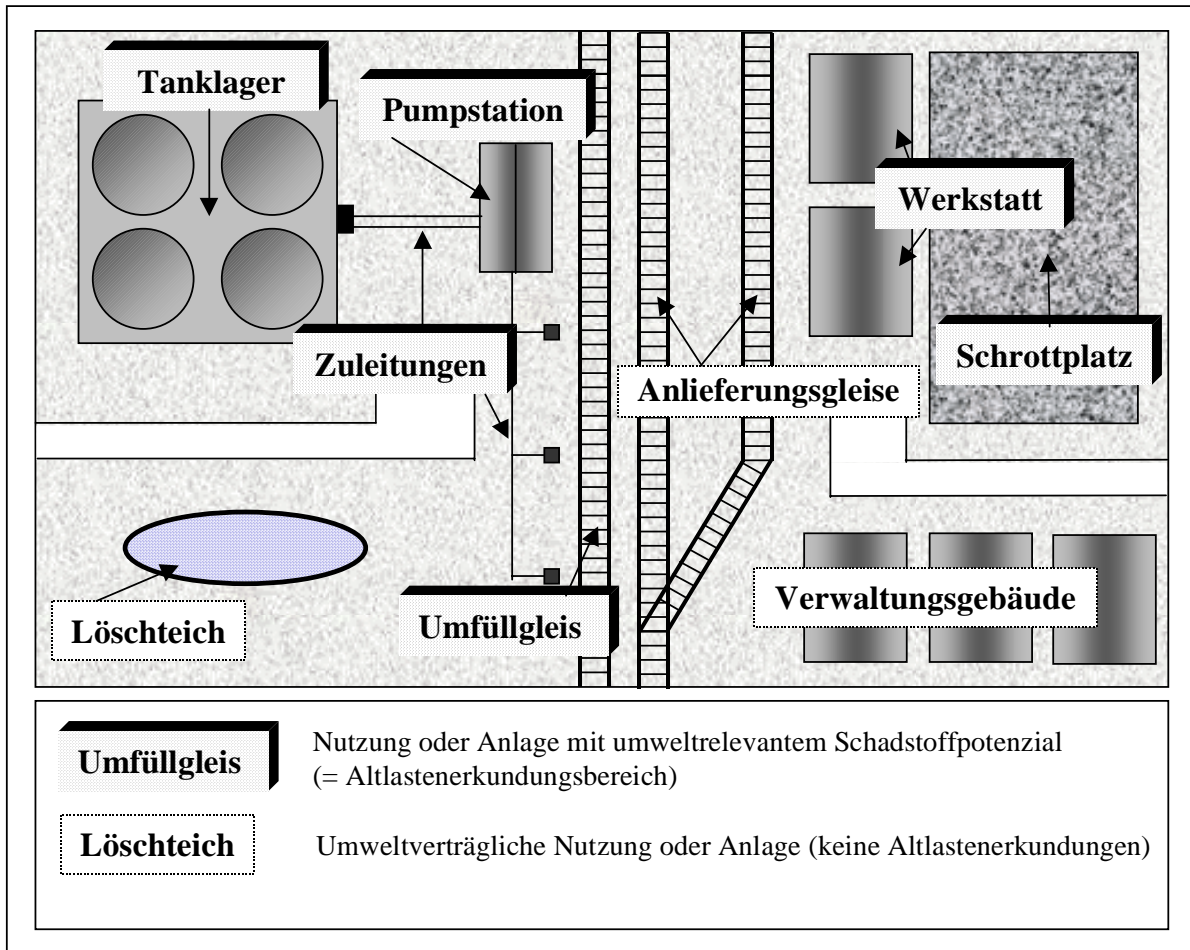 Tanklager
Pumpstation
Werkstatt
Zuleitungen
Schrottplatz
Anlieferungsgleise
Löschteich
Umfüllgleis
Verwaltungsgebäude
Umfüllgleis
Nutzung oder Anlage mit umweltrelevantem Schadstoffpotenzial
(= Altlastenerkundungsbereich)
Löschteich
Umweltverträgliche Nutzung oder Anlage (keine Altlastenerkundungen)